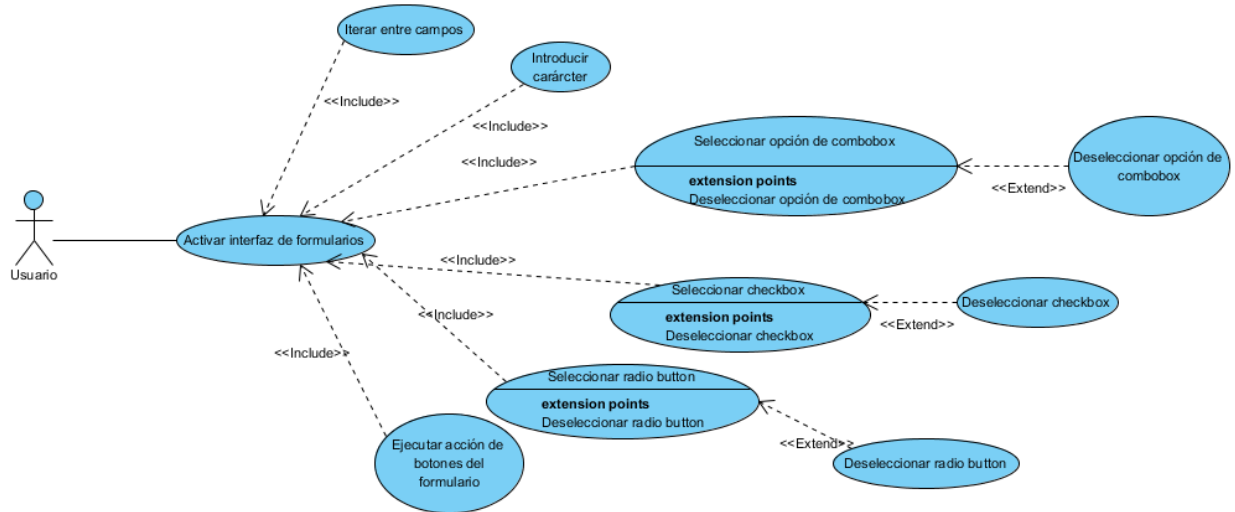 Iterar entre campos
Introducir
carárcter
<<Include>>
<<Include>>
<<Include>>
Seleccionar opción de combobox
extension points
Deseleccionar opción de combobox
<<Extend>>
Deseleccionar opción de
combobox
Usuario
Activar interfaz de formularios
<<Include>>
Seleccionar checkbox
extension points
Deseleccionar checkbox
<<Extend>>
Deseleccionar checkbox
<<Include>>
<<Include>>
Seleccionar radio button
extension points
Deseleccionar radio button
<<Extend>>
Deseleccionar radio button
Ejecutar acción de
botones del
formulario